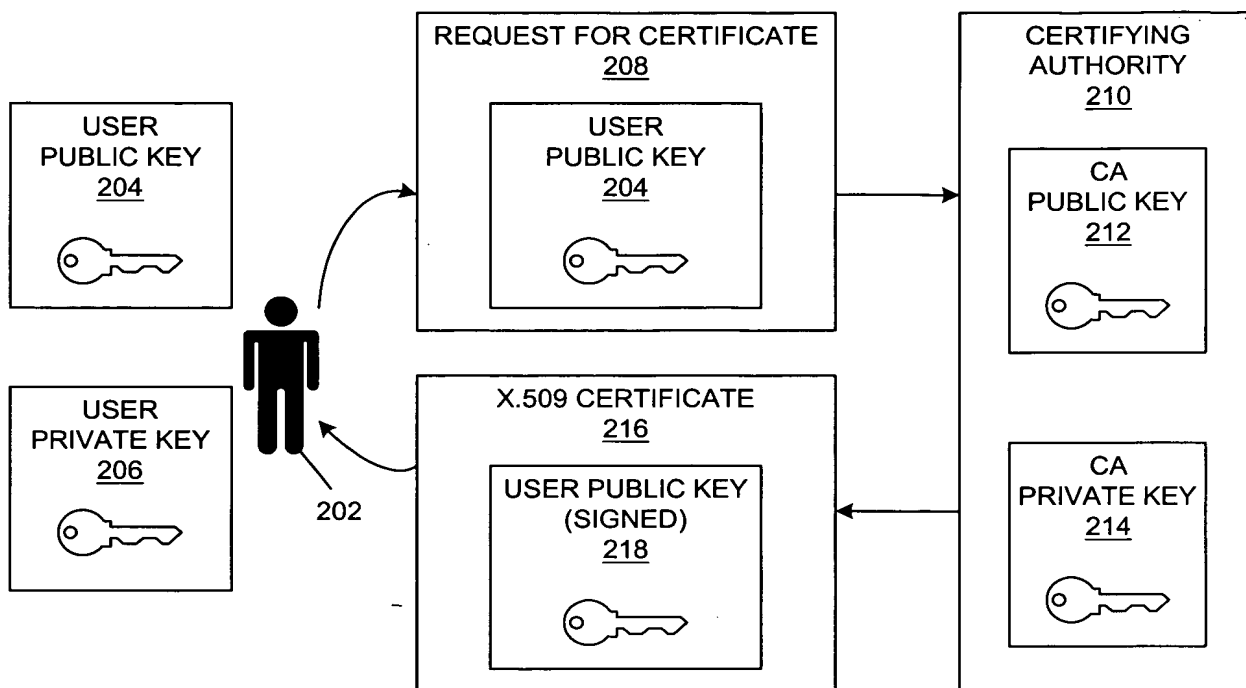 USER
PUBLIC KEY
204
USER
PRIVATE KEY
206
202
REQUEST FOR CERTIFICATE
208
USER
PUBLIC KEY
204
X.509 CERTIFICATE
216
USER PUBLIC KEY
(SIGNED)
218
CERTIFYING
AUTHORITY
210
CA
PUBLIC KEY
212
CA
PRIVATE KEY
214